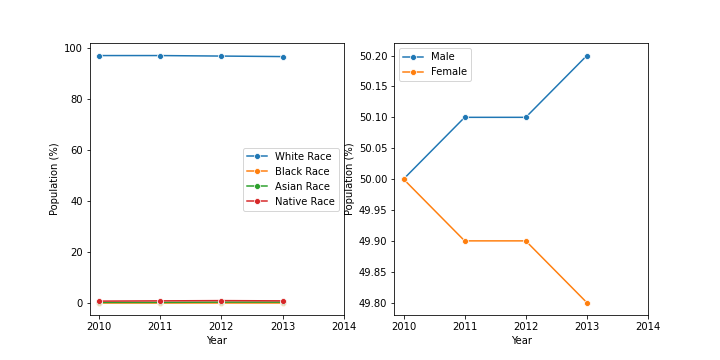 100
80
60
40
20
0
Population (%)
2010 2011 2012 2013 2014
Year
White Race
Black Race
Asian Race
Native Race
50.20
50.15
50.10
50.05
50.00
49.95
49.90
49.85
49.80
Population (%)
2010 2011 2012 2013 2014
Year
Male
Female